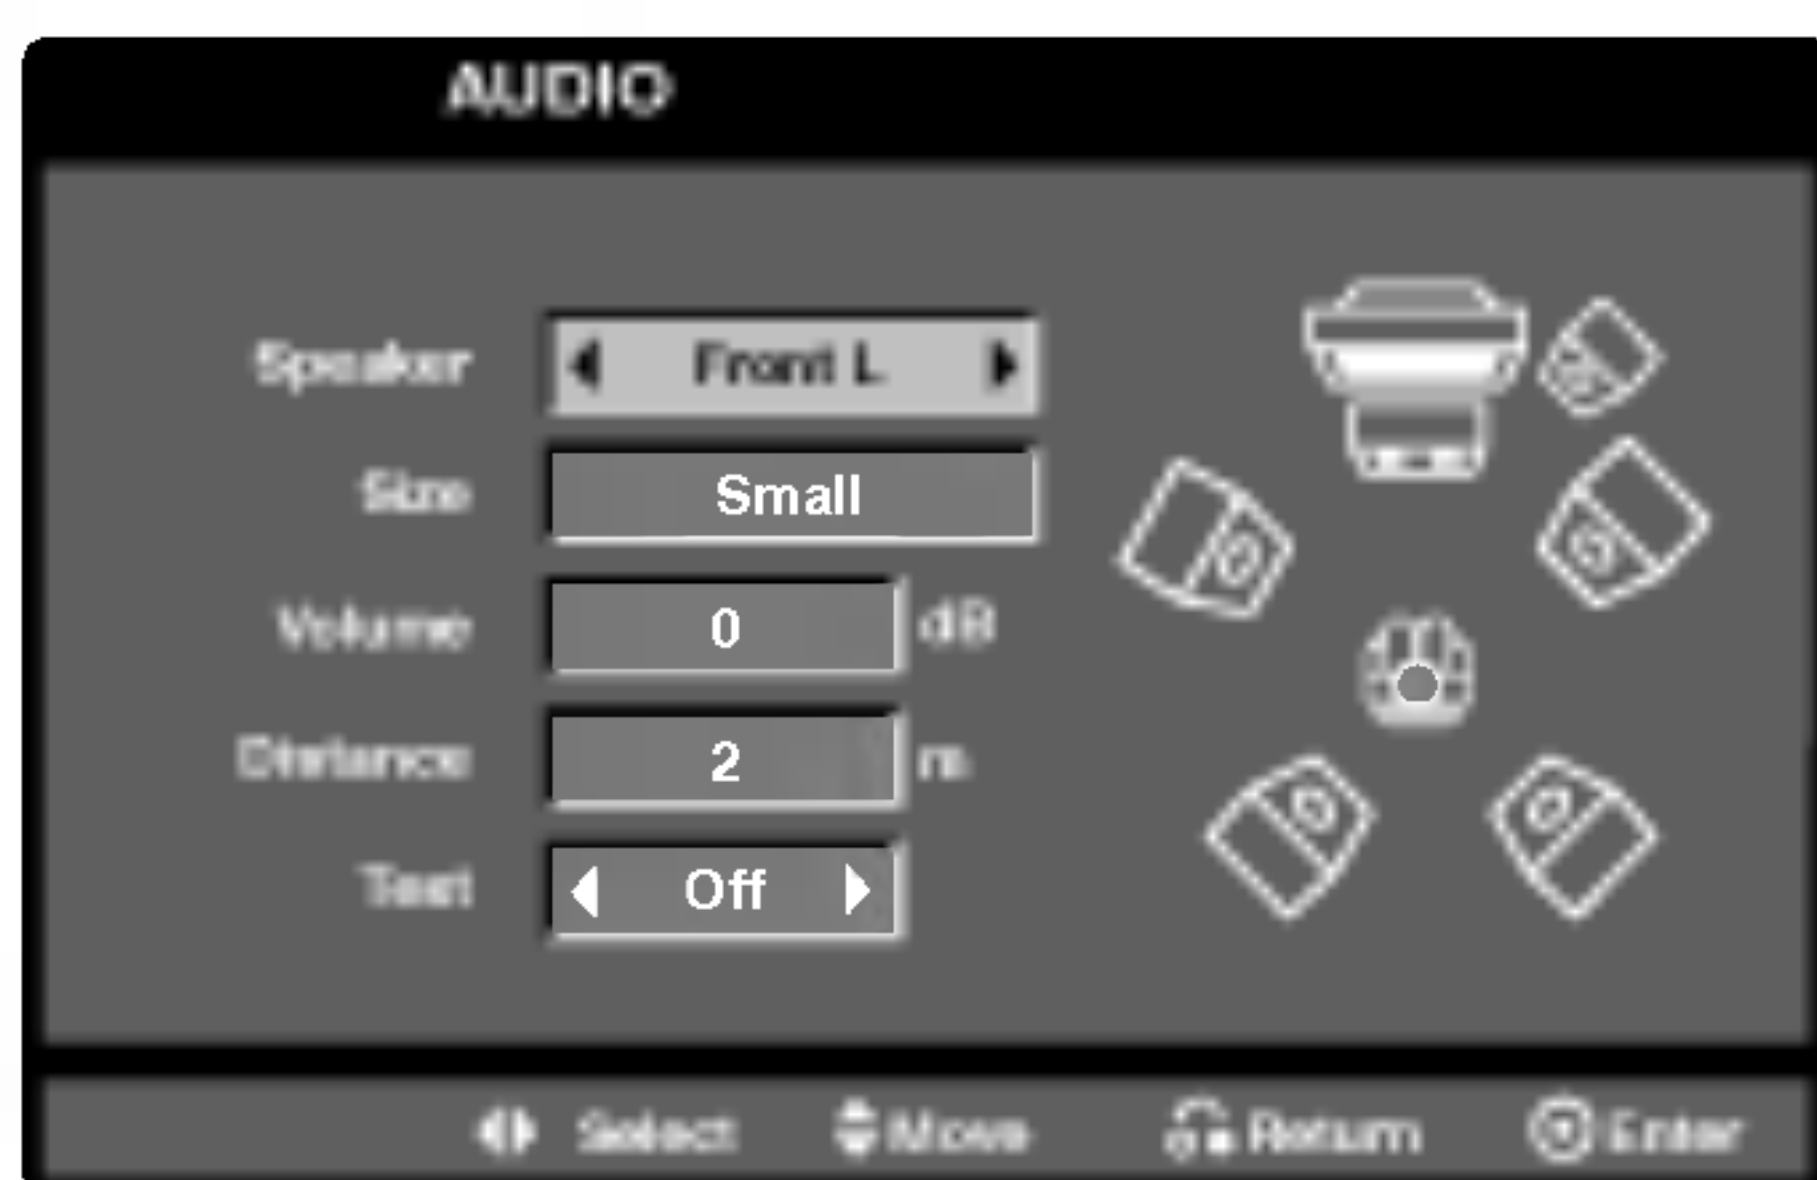 AUDIO
Speaker Front L
Size Small
Volume 0 dB
Distance 2 m
Test Off
Select Move Return Enter